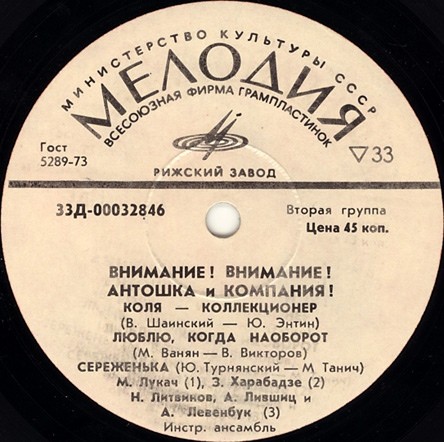 МИНИСТЕРСТВО КУЛЬТУРЫ СССР
МЕЛОДИЯ
ВСЕСОЮЗНАЯ ФИРМА ГРАМПЛАСТИНОК
Гост
5289-73
▽33
РИЖСКИЙ ЗАВОД
33Д-00032846
Вторая группа
Цена 45 коп.
ВНИМАНИЕ! ВНИМАНИЕ!
АНТОШКА и КОМПАНИЯ!
КОЛЯ — КОЛЛЕКЦИОНЕР
(В. Шаинский — Ю. Энтин)
ЛЮБЛЮ, КОГДА НАОБОРОТ
(М. Ванян — В. Викторов)
СЕРЕЖЕНЬКА (Ю. Турнянский — М. Танич)
М. Лукач (1), З. Харабадзе (2)
Н. Литвинов, А. Лившиц и
А. Левенбук (3)
Инстр. ансамбль